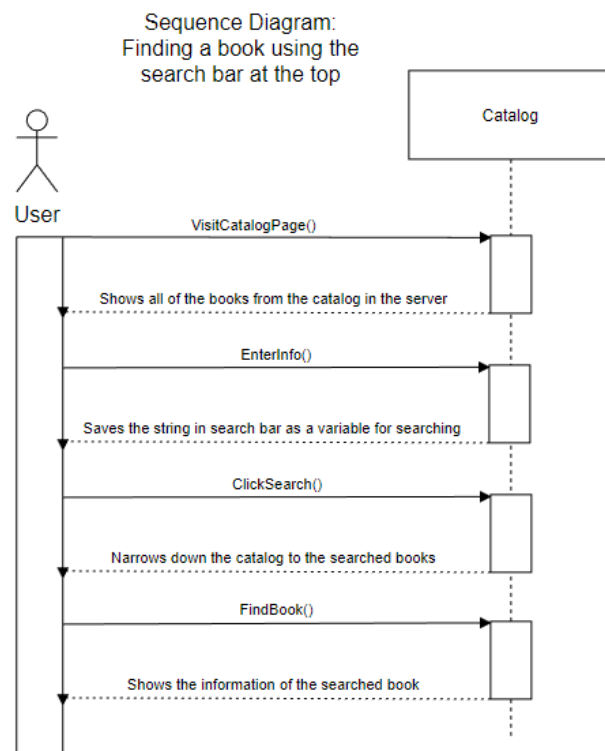 Sequence Diagram:
Finding a book using the
search bar at the top
Catalog
User
VisitCatalogPage()
Shows all of the books from the catalog in the server
EnterInfo()
Saves the string in search bar as a variable for searching
ClickSearch()
Narrows down the catalog to the searched books
FindBook()
Shows the information of the searched book